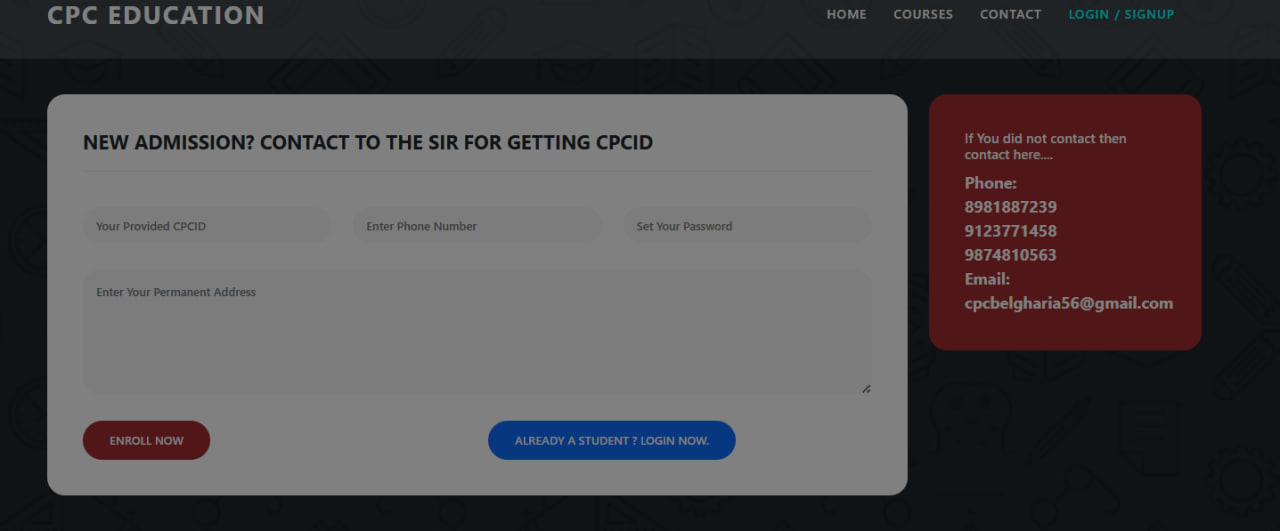 CPC EDUCATION
HOME COURSES CONTACT LOGIN / SIGNUP
NEW ADMISSION? CONTACT TO THE SIR FOR GETTING CPCID
Your Provided CPCID
Enter Phone Number
Set Your Password
Enter Your Permanent Address
ENROLL NOW
ALREADY A STUDENT ? LOGIN NOW.
If You did not contact then
contact here....
Phone:
8981887239
9123771458
9874810563
Email:
cpcbelgharia56@gmail.com